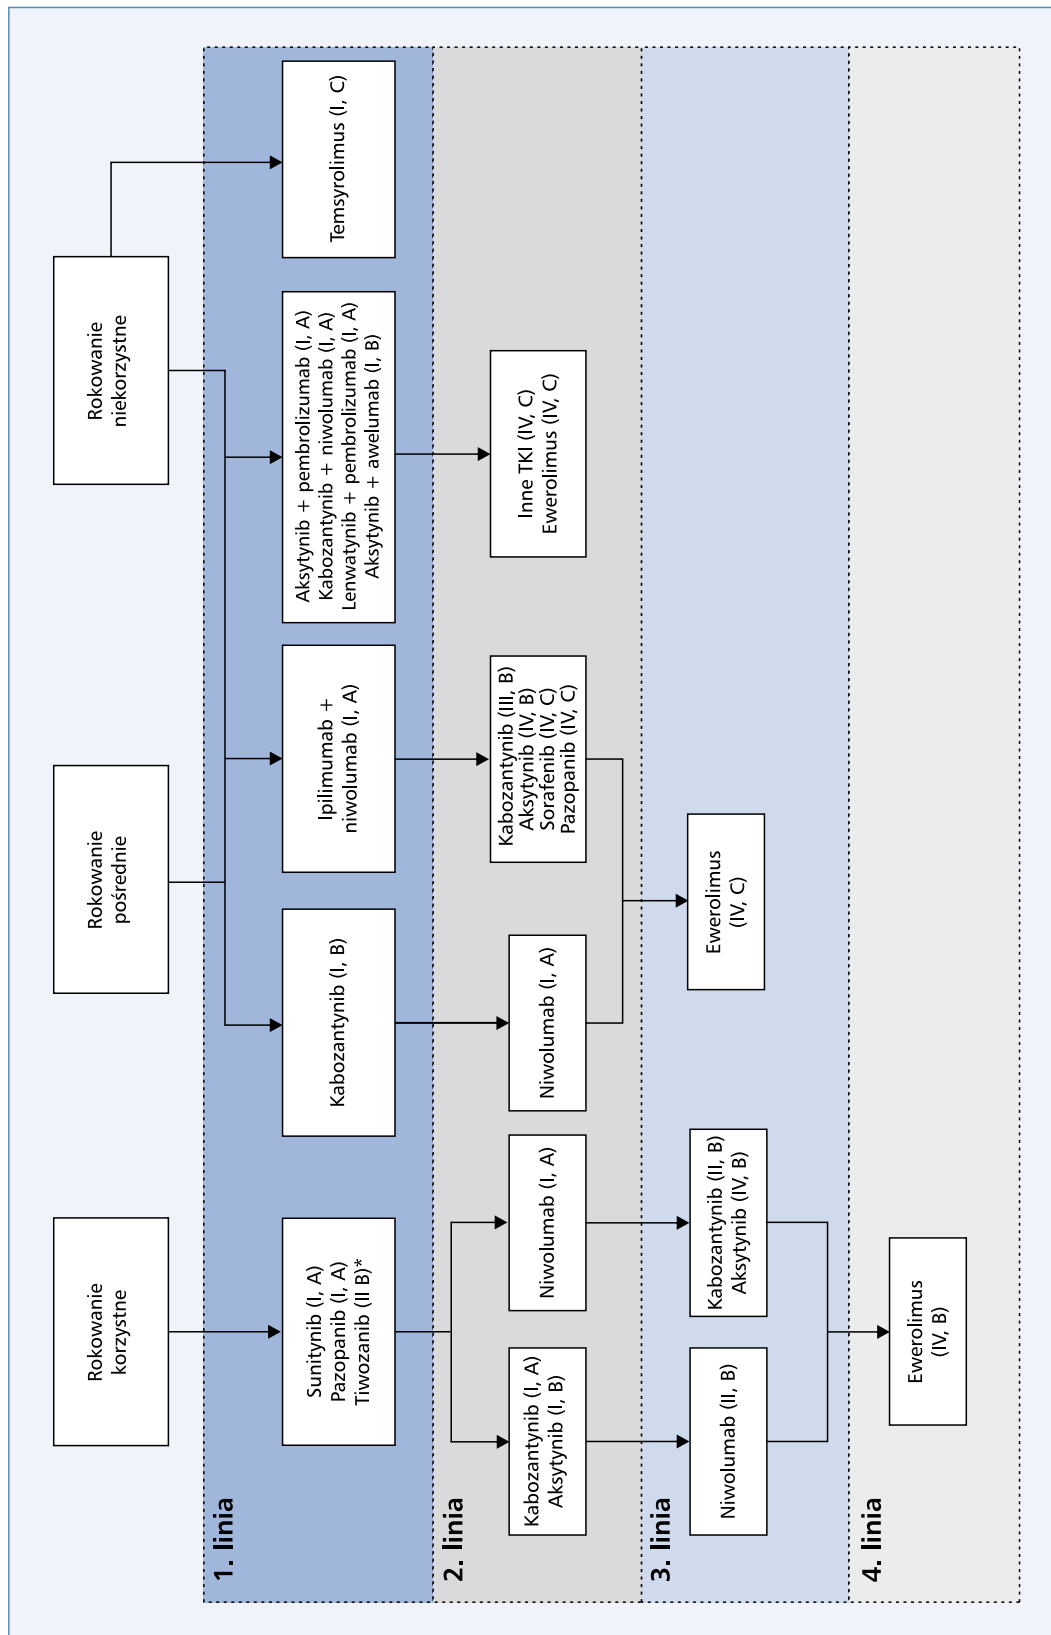 Rokowanie
korzystne
Rokowanie
pośrednie
Rokowanie
niekorzystne
1. linia
Sunitynib (I, A)
Pazopanib (I, A)
Tiwozanib (II B)*
Kabozantynib (I, B)
Ipilimumab +
niwolumab (I, A)
Aksytynib + pembrolizumab (I, A)
Kabozantynib + niwolumab (I, A)
Lenwatynib + pembrolizumab (I, A)
Aksytynib + awelumab (I, B)
Temsyrolimus (I, C)
2. linia
Kabozantynib (I, A)
Aksytynib (I, B)
Niwolumab (I, A)
Niwolumab (I, A)
Kabozantynib (III, B)
Aksytynib (IV, B)
Sorafenib (IV, C)
Pazopanib (IV, C)
Inne TKI (IV, C)
Ewerolimus (IV, C)
3. linia
Niwolumab (II, B)
Kabozantynib (II, B)
Aksytynib (IV, B)
Ewerolimus
(IV, C)
4. linia
Ewerolimus
(IV, B)